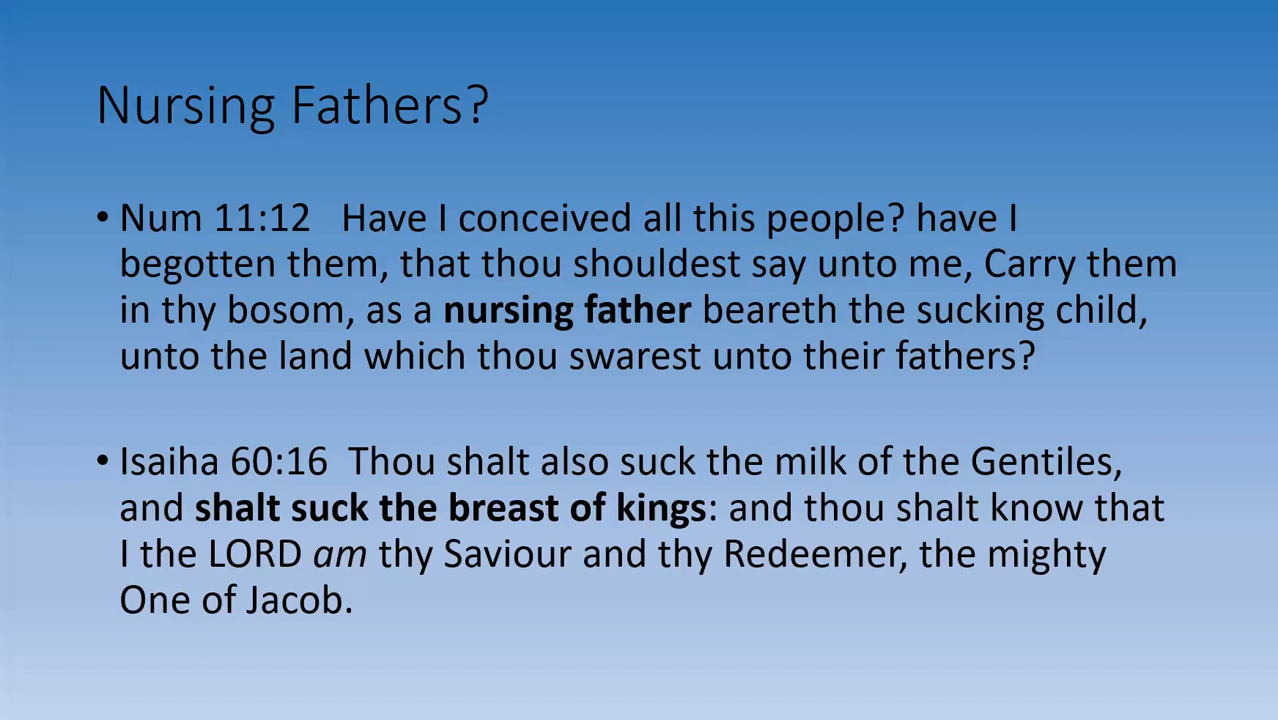 Nursing Fathers?
• Num 11:12 Have I conceived all this people? have I
begotten them, that thou shouldest say unto me, Carry them
in thy bosom, as a nursing father beareth the sucking child,
unto the land which thou swarest unto their fathers?
• Isaiha 60:16 Thou shalt also suck the milk of the Gentiles,
and shalt suck the breast of kings: and thou shalt know that
I the LORD am thy Saviour and thy Redeemer, the mighty
One of Jacob.